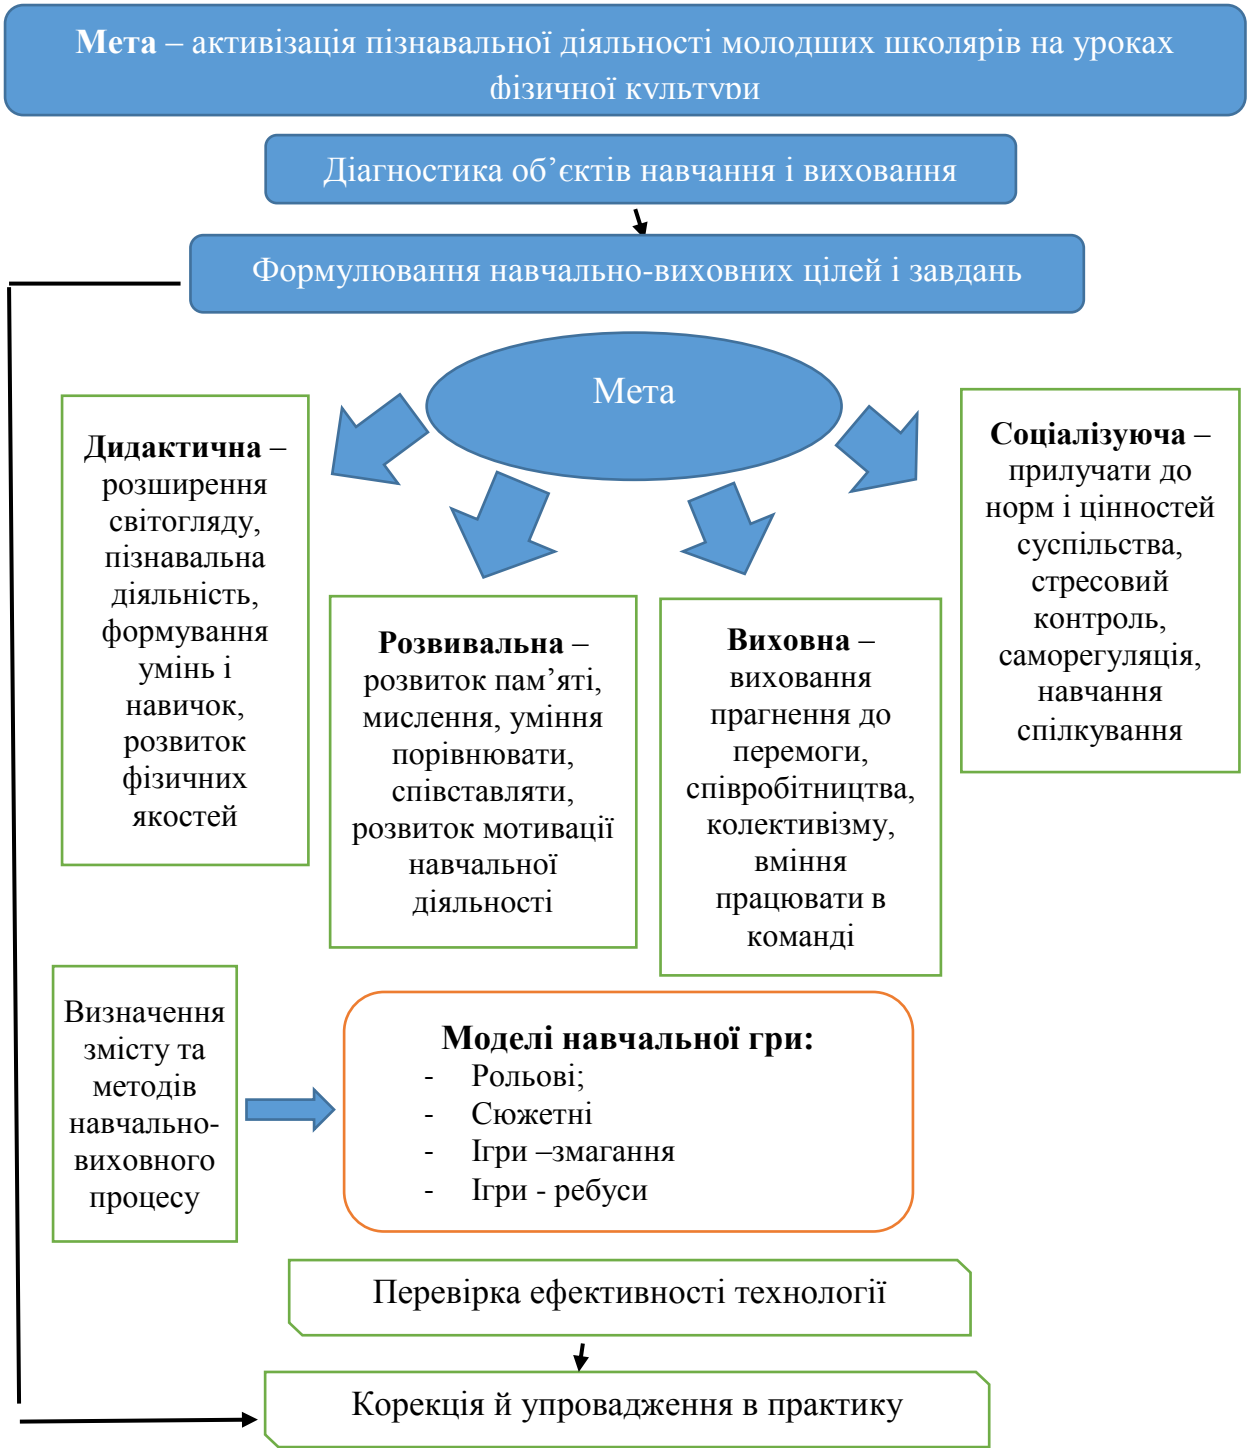 Мета – активізація пізнавальної діяльності молодших школярів на уроках
фізичної культури
Діагностика об’єктів навчання і виховання
Формулювання навчально-виховних цілей і завдань
Мета
Дидактична –
розширення
світогляду,
пізнавальна
діяльність,
формування
умінь і
навичок,
розвиток
фізичних
якостей
Розвивальна –
розвиток пам’яті,
мислення, уміння
порівнювати,
співставляти,
розвиток мотивації
навчальної
діяльності
Виховна –
виховання
прагнення до
перемоги,
співробітництва,
колективізму,
вміння
працювати в
команді
Соціалізуюча –
прилучати до
норм і цінностей
суспільства,
стресовий
контроль,
саморегуляція,
навчання
спілкування
Визначення
змісту та
методів
навчально-
виховного
процесу
Моделі навчальної гри:
- Рольові;
- Сюжетні
- Ігри –змагання
- Ігри - ребуси
Перевірка ефективності технології
Корекція й упровадження в практику